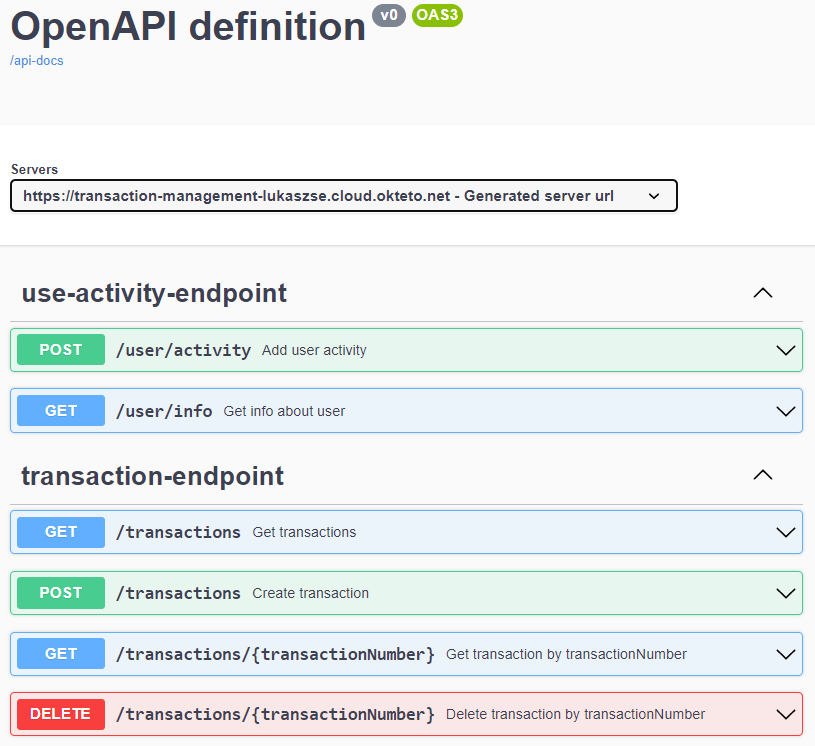 OpenAPI definition v0 OAS3
/api-docs
Servers
https://transaction-management-lukaszse.cloud.okteto.net - Generated server url
use-activity-endpoint
POST /user/activity Add user activity
GET /user/info Get info about user
transaction-endpoint
GET /transactions Get transactions
POST /transactions Create transaction
GET /transactions/{transactionNumber} Get transaction by transactionNumber
DELETE /transactions/{transactionNumber} Delete transaction by transactionNumber